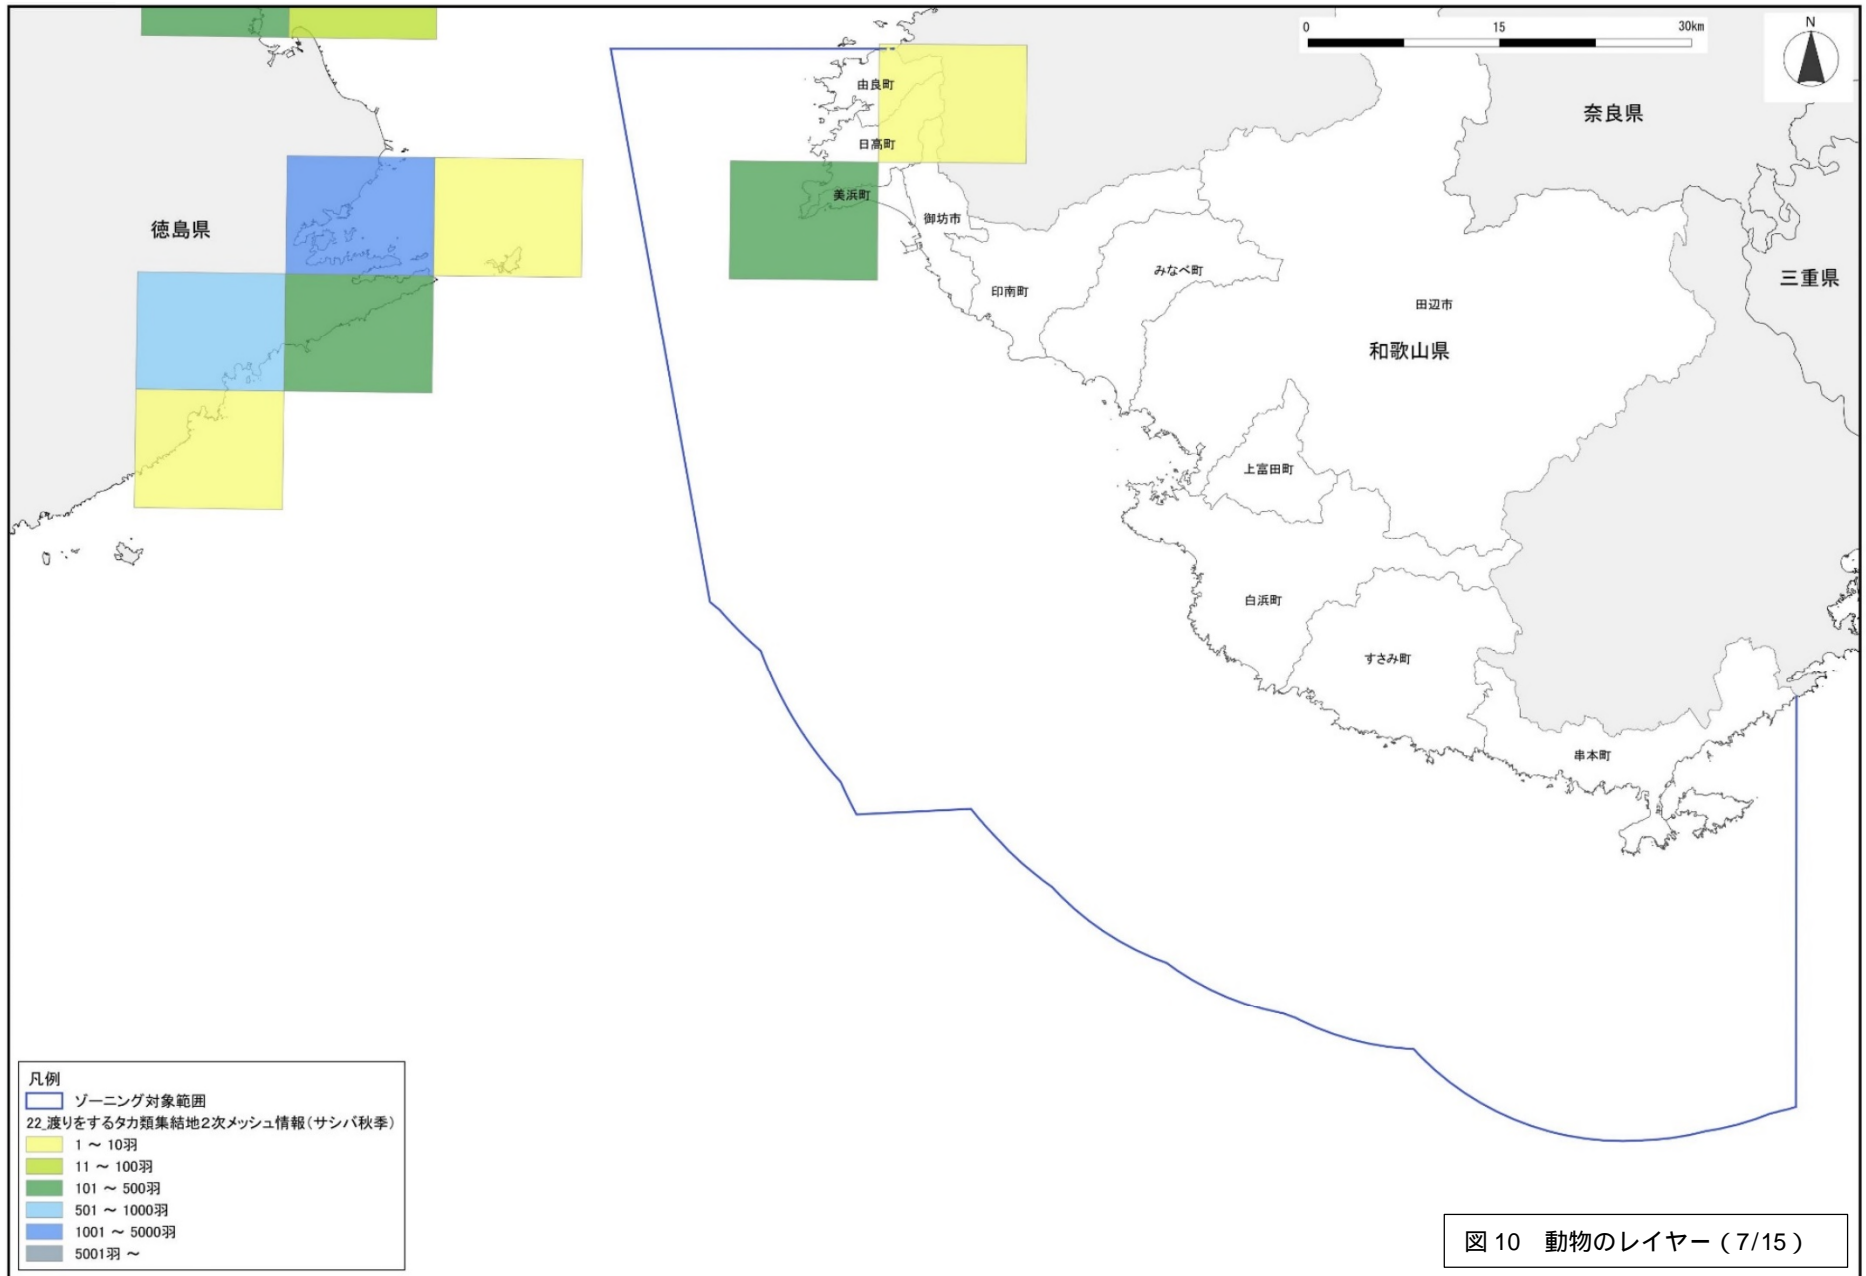 0 15 30km
N
由良町
奈良県
日高町
美浜町
御坊市
徳島県
みなべ町
三重県
印南町
田辺市
和歌山県
上富田町
白浜町
すさみ町
串本町
凡例
ゾーニング対象範囲
22_渡りをするタカ類集結地2次メッシュ情報(サシバ秋季)
1 ~ 10羽
11 ~ 100羽
101 ~ 500羽
501 ~ 1000羽
1001 ~ 5000羽
5001羽 ~
図 10 動物のレイヤー(7/15)